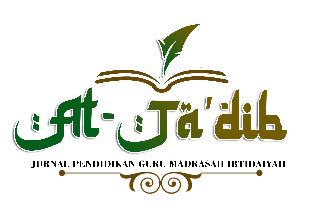 At-Ta'dib
JURNAL PENDIDIKAN GURU MADRASAH IBTIDAIYAH